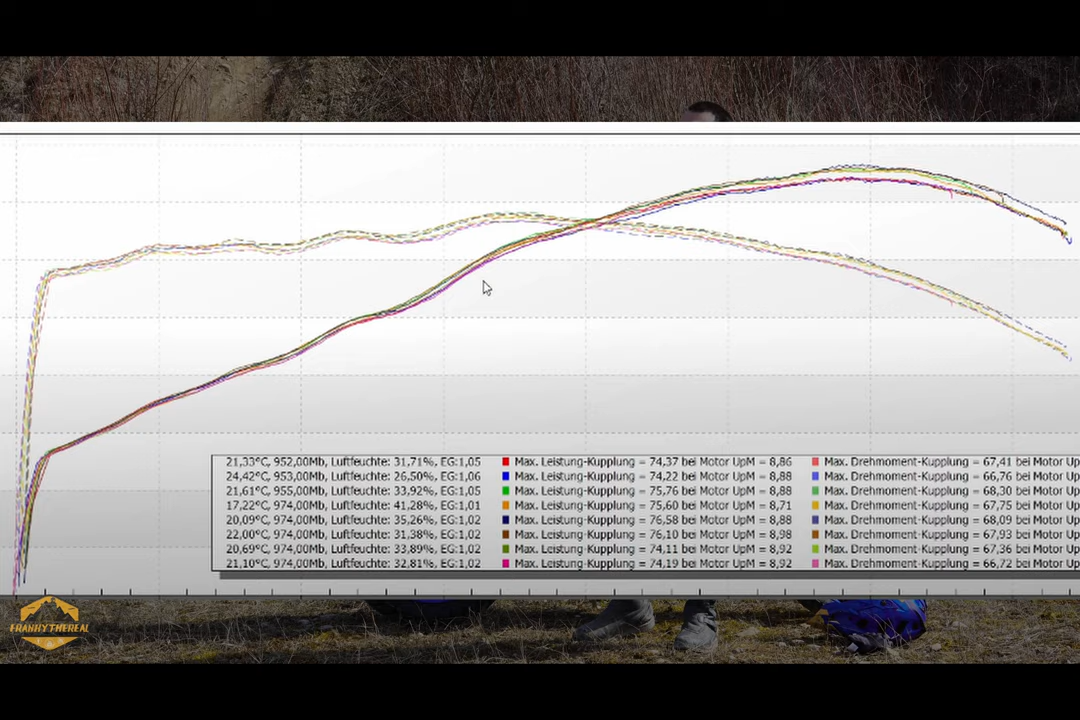 21,33°C, 952,00Mb, Luftfeuchte: 31,71%, EG:1,05 Max. Leistung-Kupplung = 74,37 bei Motor UpM = 8,86 Max. Drehmoment-Kupplung = 67,41 bei Motor Up
24,42°C, 953,00Mb, Luftfeuchte: 26,50%, EG:1,06 Max. Leistung-Kupplung = 74,22 bei Motor UpM = 8,88 Max. Drehmoment-Kupplung = 66,76 bei Motor Up
21,61°C, 955,00Mb, Luftfeuchte: 33,92%, EG:1,05 Max. Leistung-Kupplung = 75,76 bei Motor UpM = 8,88 Max. Drehmoment-Kupplung = 68,30 bei Motor Up
17,22°C, 974,00Mb, Luftfeuchte: 41,28%, EG:1,01 Max. Leistung-Kupplung = 75,60 bei Motor UpM = 8,71 Max. Drehmoment-Kupplung = 67,75 bei Motor Up
20,09°C, 974,00Mb, Luftfeuchte: 35,26%, EG:1,02 Max. Leistung-Kupplung = 76,58 bei Motor UpM = 8,88 Max. Drehmoment-Kupplung = 68,09 bei Motor Up
22,00°C, 974,00Mb, Luftfeuchte: 31,38%, EG:1,02 Max. Leistung-Kupplung = 76,10 bei Motor UpM = 8,98 Max. Drehmoment-Kupplung = 67,93 bei Motor Up
20,69°C, 974,00Mb, Luftfeuchte: 33,89%, EG:1,02 Max. Leistung-Kupplung = 74,11 bei Motor UpM = 8,92 Max. Drehmoment-Kupplung = 67,36 bei Motor Up
21,10°C, 974,00Mb, Luftfeuchte: 32,81%, EG:1,02 Max. Leistung-Kupplung = 74,19 bei Motor UpM = 8,92 Max. Drehmoment-Kupplung = 66,72 bei Motor Up
FRANNYTHEREAL